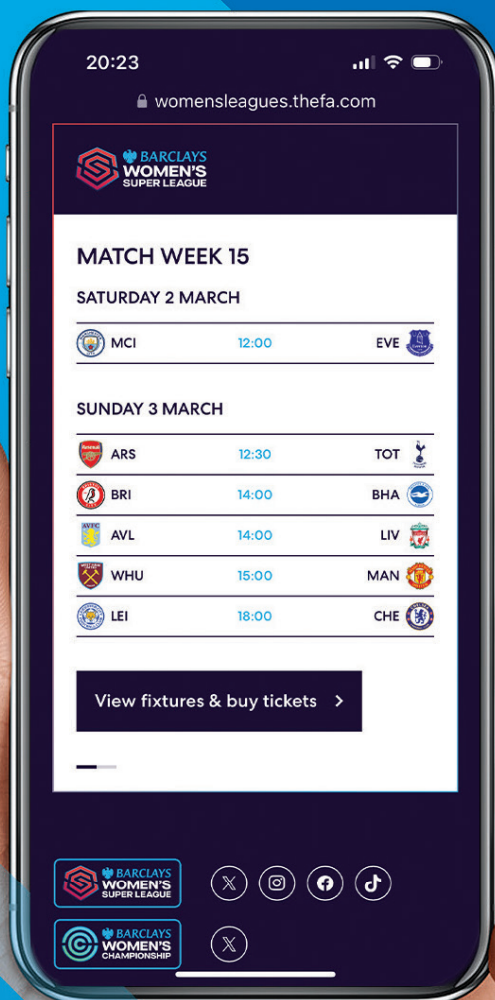 20:23
womensleagues.thefa.com
BARCLAYS
WOMEN'S
SUPER LEAGUE
MATCH WEEK 15
SATURDAY 2 MARCH
MCI 12:00 EVE
SUNDAY 3 MARCH
ARS 12:30 TOT
BRI 14:00 BHA
AVL 14:00 LIV
WHU 15:00 MAN
LEI 18:00 CHE
View fixtures & buy tickets
BARCLAYS
WOMEN'S
SUPER LEAGUE
BARCLAYS
WOMEN'S
CHAMPIONSHIP